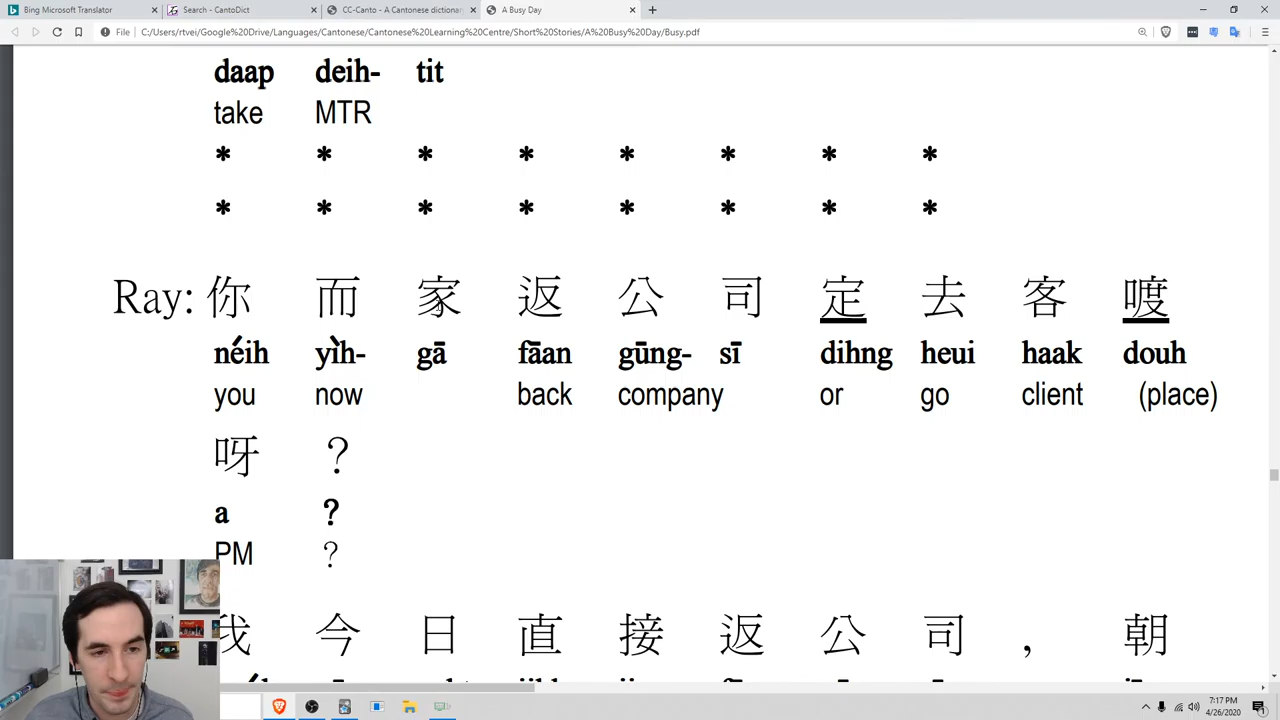 Bing Microsoft Translator
Search - CantoDict
CC-Canto - A Cantonese dictionary
A Busy Day
File C:/Users/rtvei/Google%20Drive/Languages/Cantonese/Cantonese%20Learning%20Centre/Short%20Stories/A%20Busy%20Day/Busy.pdf
daap deih- tit
take MTR
* * * * * * * *
* * * * * * * *
Ray: 你 而 家 返 公 司 定 去 客 喥
néih yìh- gā fāan gūng- sī dihng heui haak douh
you now back company or go client (place)
呀 ?
a ?
PM ?
我 今 日 直 接 返 公 司 , 朝
7:17 PM
4/26/2020